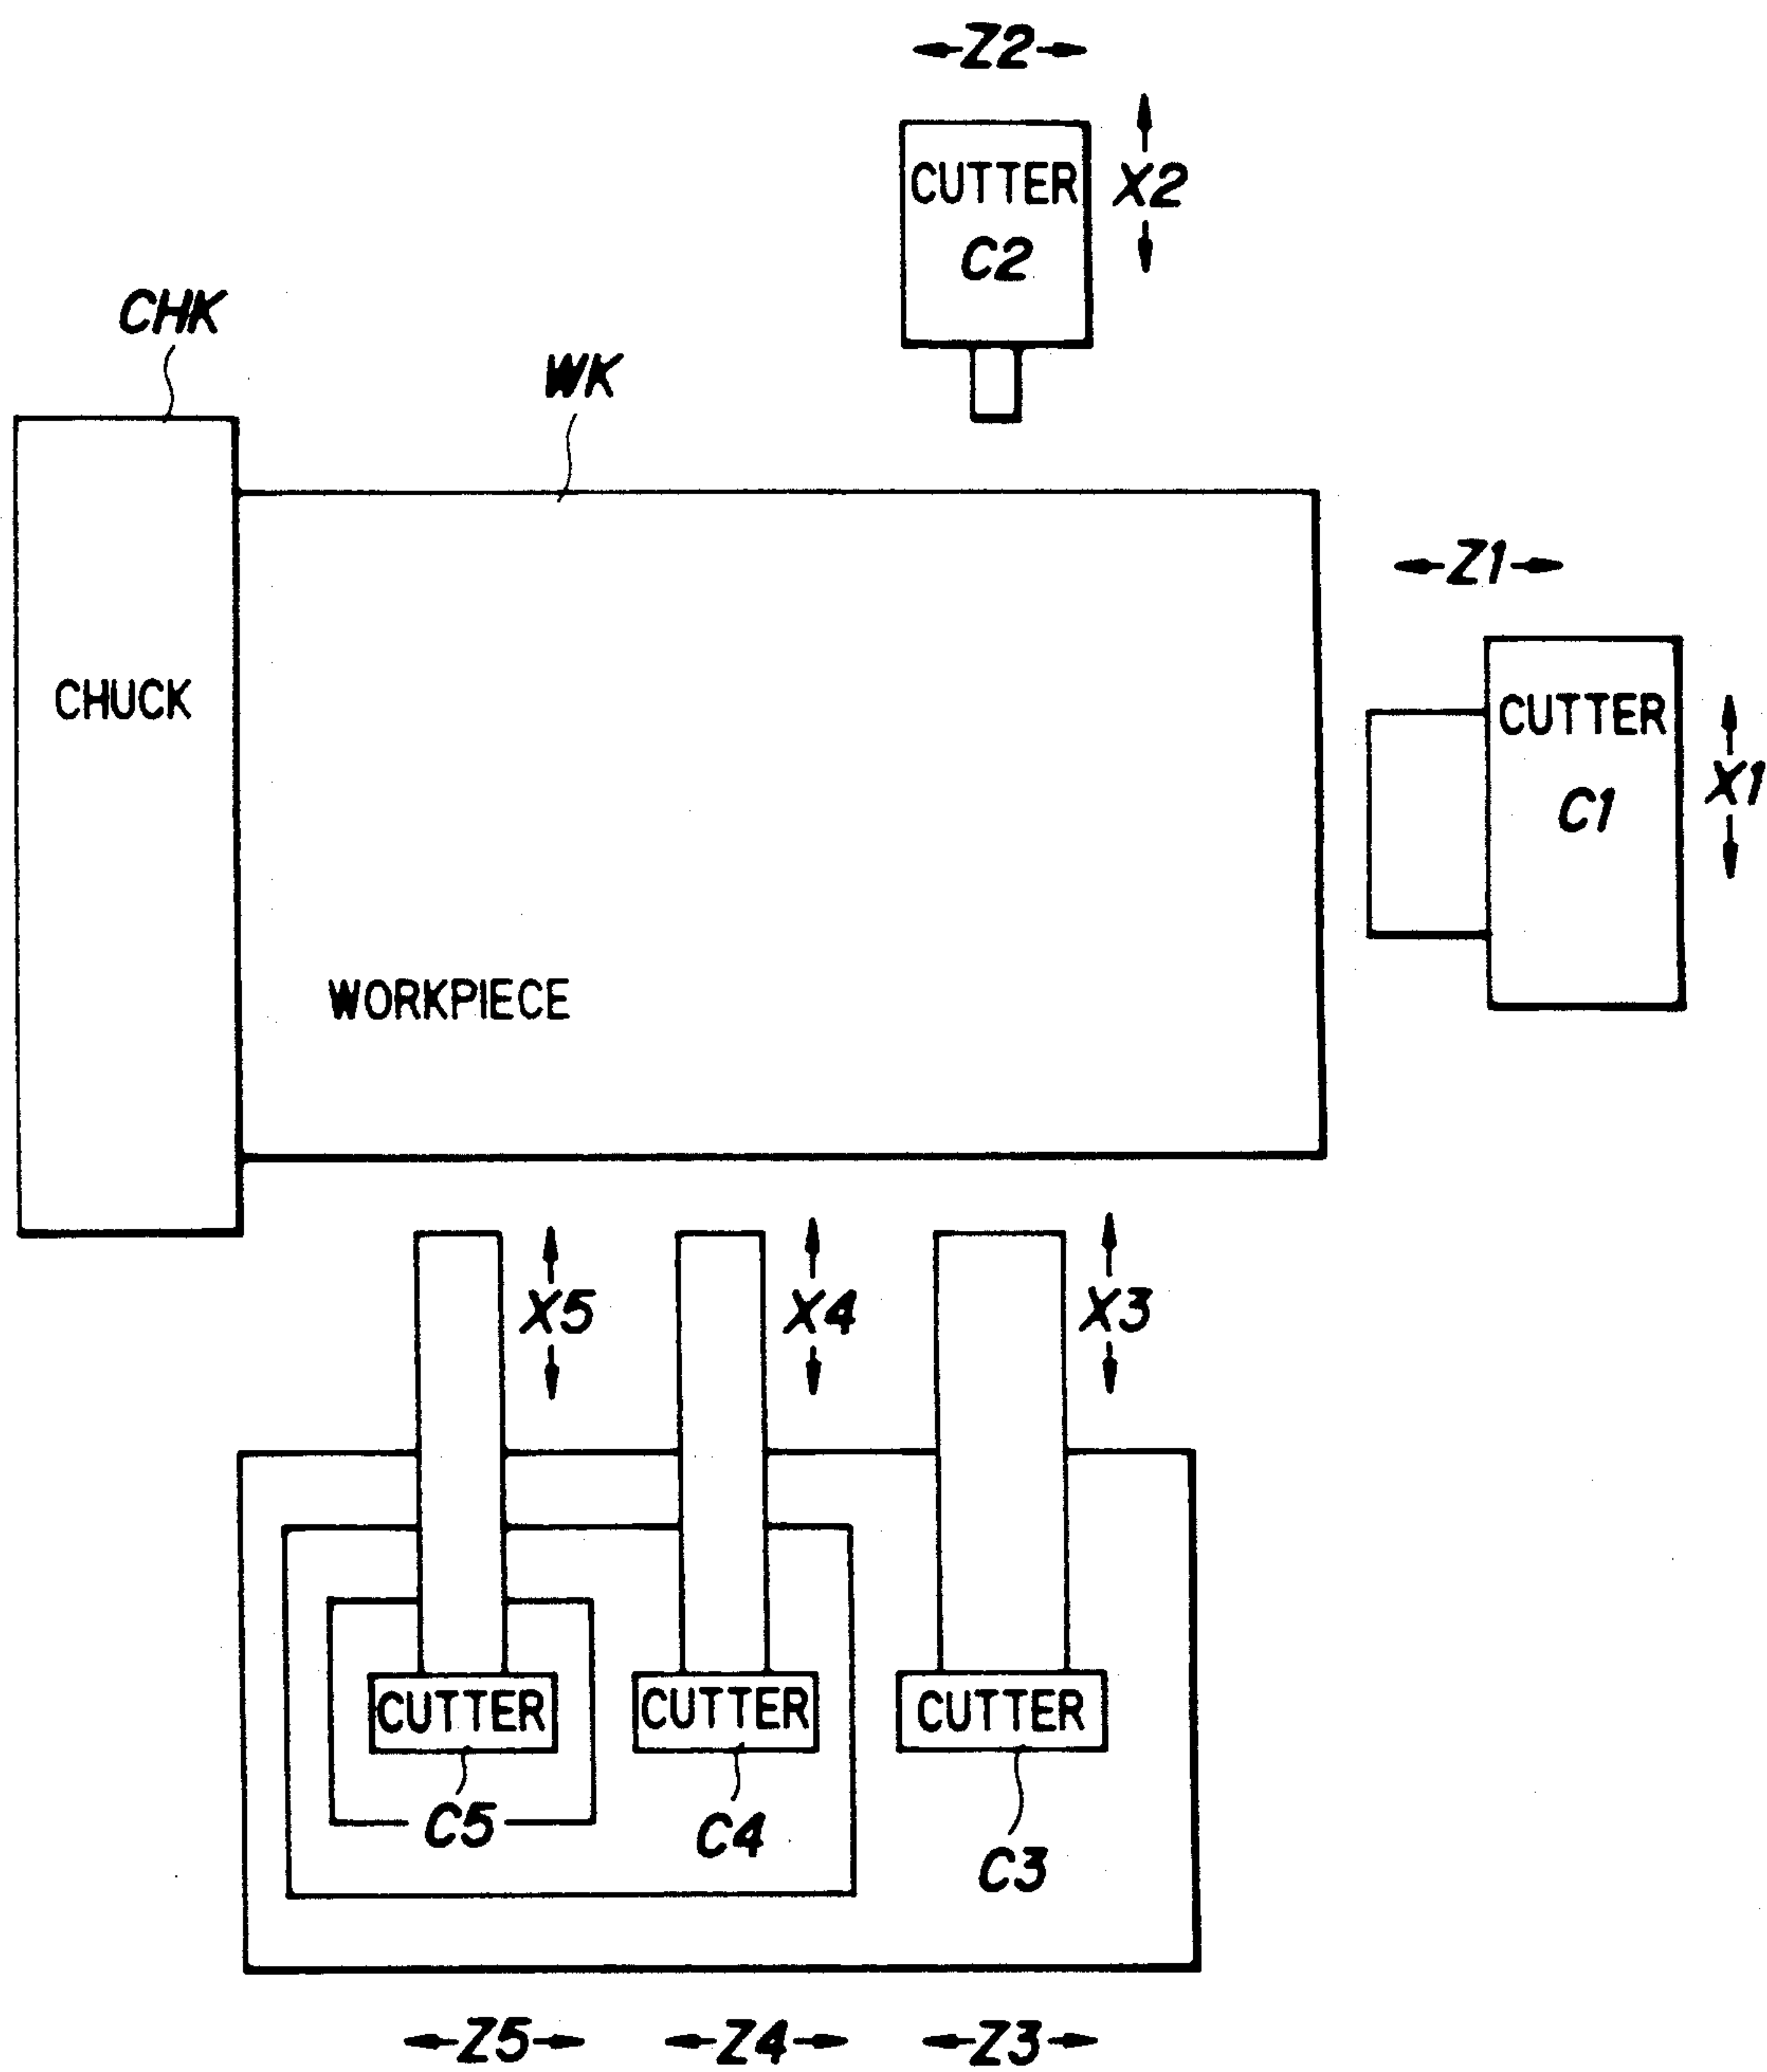 Z2
CUTTER
C2
X2
CHK
WK
Z1
CHUCK
CUTTER
C1
X1
WORKPIECE
X5
X4
X3
CUTTER
CUTTER
CUTTER
C5
C4
C3
Z5
Z4
Z3